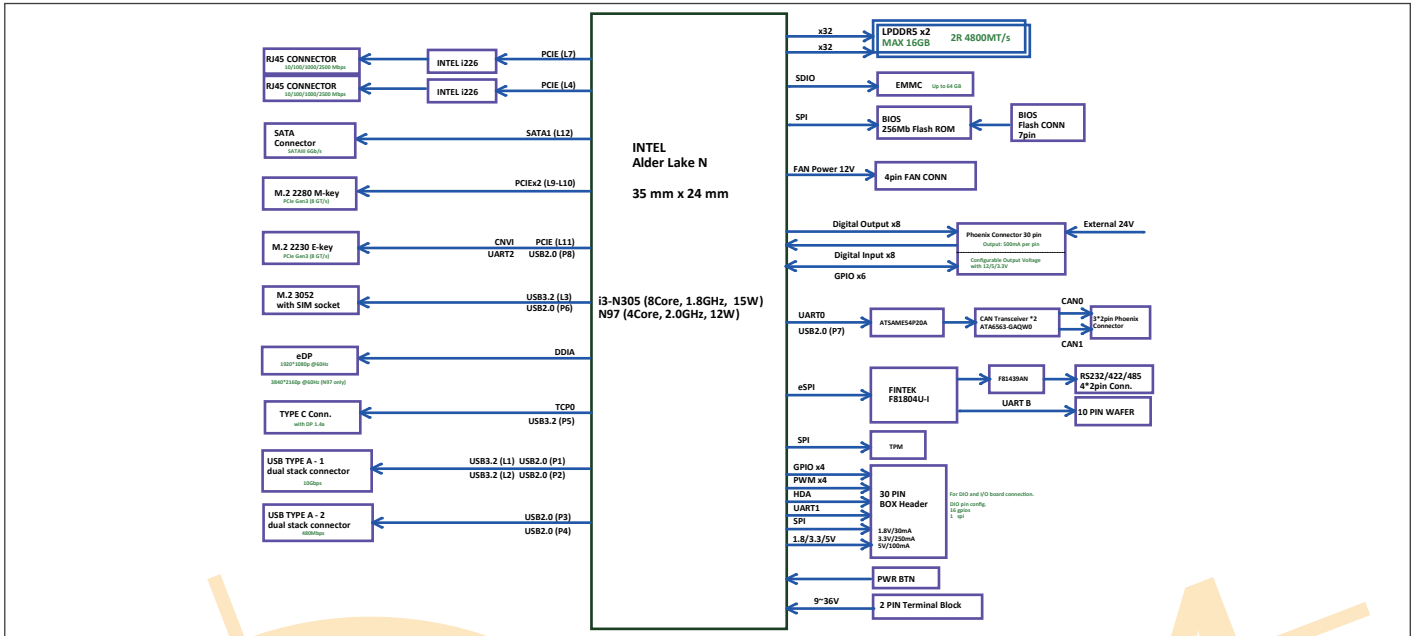 RJ45 CONNECTOR
10/100/1000/2500 Mbps
INTEL i226
PCIE (L7)
RJ45 CONNECTOR
10/100/1000/2500 Mbps
INTEL i226
PCIE (L4)
SATA
Connector
SATAIII 6Gb/s
SATA1 (L12)
M.2 2280 M-key
PCIe Gen3 (8 GT/s)
PCIEx2 (L9-L10)
M.2 2230 E-key
PCIe Gen3 (8 GT/s)
CNVI PCIE (L11)
UART2 USB2.0 (P8)
M.2 3052
with SIM socket
USB3.2 (L3)
USB2.0 (P6)
eDP
1920*1080p @60Hz
3840*2160p @60Hz (N97 only)
DDIA
TYPE C Conn.
with DP 1.4a
TCP0
USB3.2 (P5)
USB TYPE A - 1
dual stack connector
10Gbps
USB3.2 (L1) USB2.0 (P1)
USB3.2 (L2) USB2.0 (P2)
USB TYPE A - 2
dual stack connector
480Mbps
USB2.0 (P3)
USB2.0 (P4)
INTEL
Alder Lake N
35 mm x 24 mm
i3-N305 (8Core, 1.8GHz, 15W)
N97 (4Core, 2.0GHz, 12W)
x32
x32
LPDDR5 x2
MAX 16GB 2R 4800MT/s
SDIO
EMMC Up to 64 GB
SPI
BIOS
256Mb Flash ROM
BIOS
Flash CONN
7pin
FAN Power 12V
4pin FAN CONN
Digital Output x8
Digital Input x8
GPIO x6
Phoenix Connector 30 pin
Output: 500mA per pin
Configurable Output Voltage
with 12/5/3.3V
External 24V
UART0
USB2.0 (P7)
ATSAME54P20A
CAN Transceiver *2
ATA6563-GAQW0
CAN0
CAN1
3*2pin Phoenix
Connector
eSPI
FINTEK
F81804U-I
F81439AN
RS232/422/485
4*2pin Conn.
UART B
10 PIN WAFER
SPI
TPM
GPIO x4
PWM x4
HDA
UART1
SPI
1.8/3.3/5V
30 PIN
BOX Header
1.8V/30mA
3.3V/250mA
5V/100mA
For DIO and I/O board connection.
DIO pin config.
16 gpios
1 spi
PWR BTN
9~36V
2 PIN Terminal Block